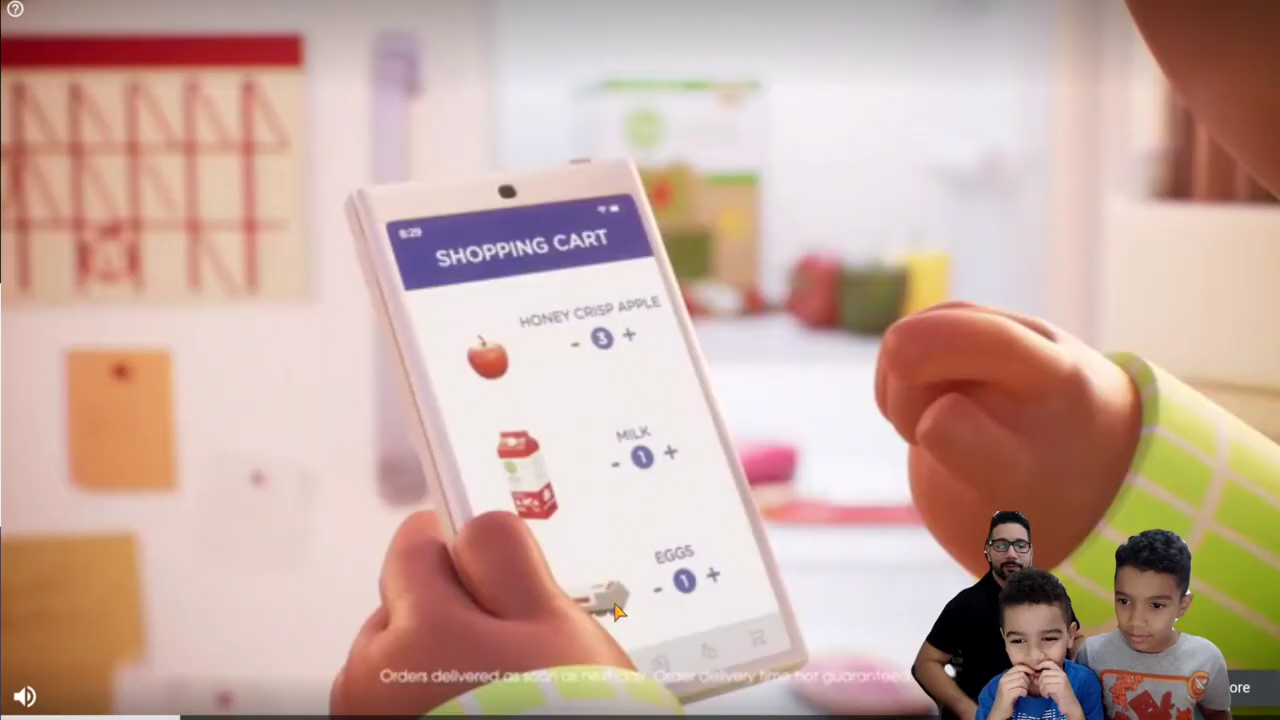 8:29
SHOPPING CART
HONEY CRISP APPLE
- 3 +
MILK
- 1 +
EGGS
- 1 +
Orders delivered as soon as next day. Order delivery time not guaranteed
ore